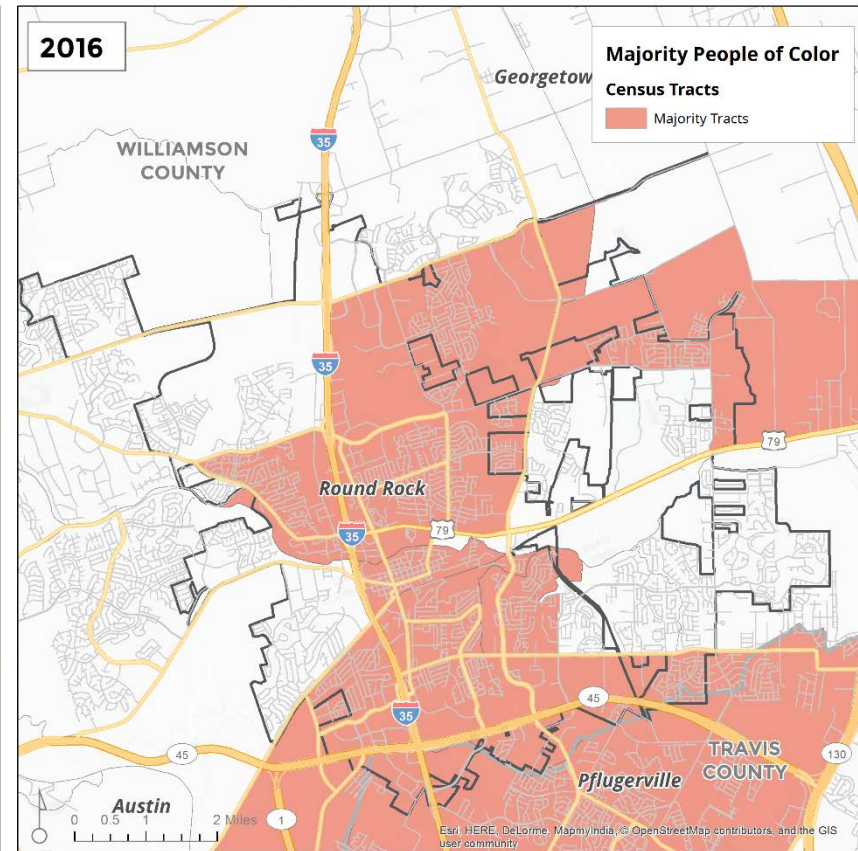 2016
Majority People of Color
Census Tracts
Majority Tracts
Georgetow
WILLIAMSON
COUNTY
35
35
79
Round Rock
79
35
45
35
TRAVIS
COUNTY
45
130
Pflugerville
Austin
1
0 0.5 1 2 Miles
Esri, HERE, DeLorme, MapmyIndia, © OpenStreetMap contributors, and the GIS
user community